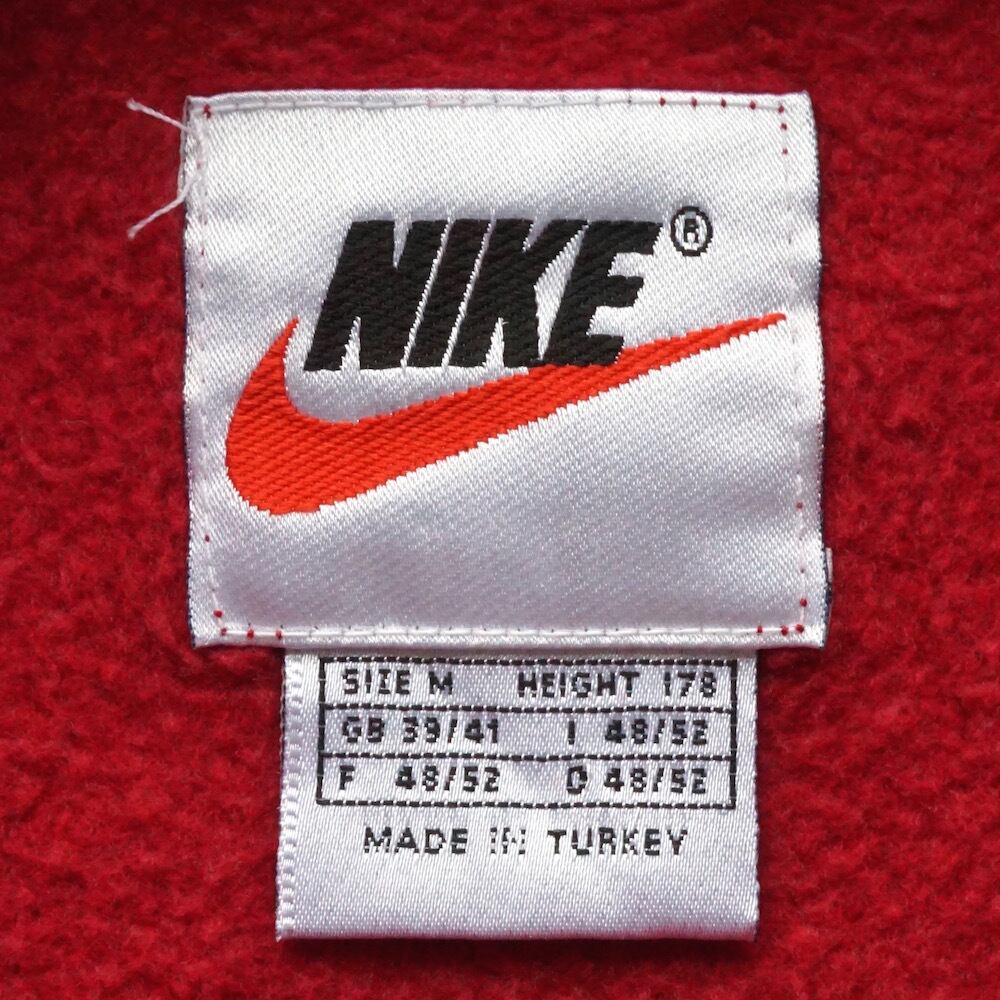 NIKE®
SIZE M HEIGHT 178
GB 39/41 I 48/52
F 48/52 D 48/52
MADE IN TURKEY